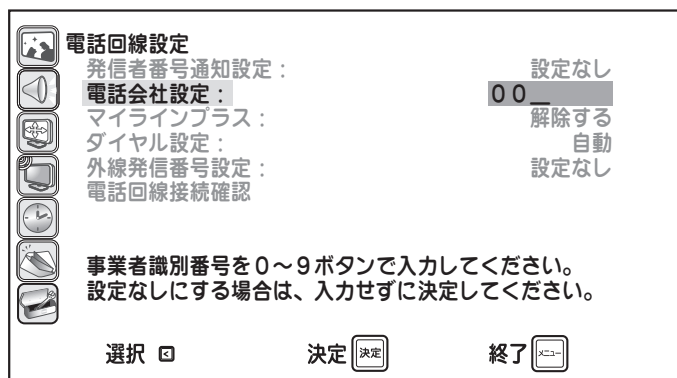 電話回線設定
発信者番号通知設定: 設定なし
電話会社設定: 00_
マイラインプラス: 解除する
ダイヤル設定: 自動
外線発信番号設定: 設定なし
電話回線接続確認
事業者識別番号を0~9ボタンで入力してください。
設定なしにする場合は、入力せずに決定してください。
選択 決定 決定 終了 メニュー